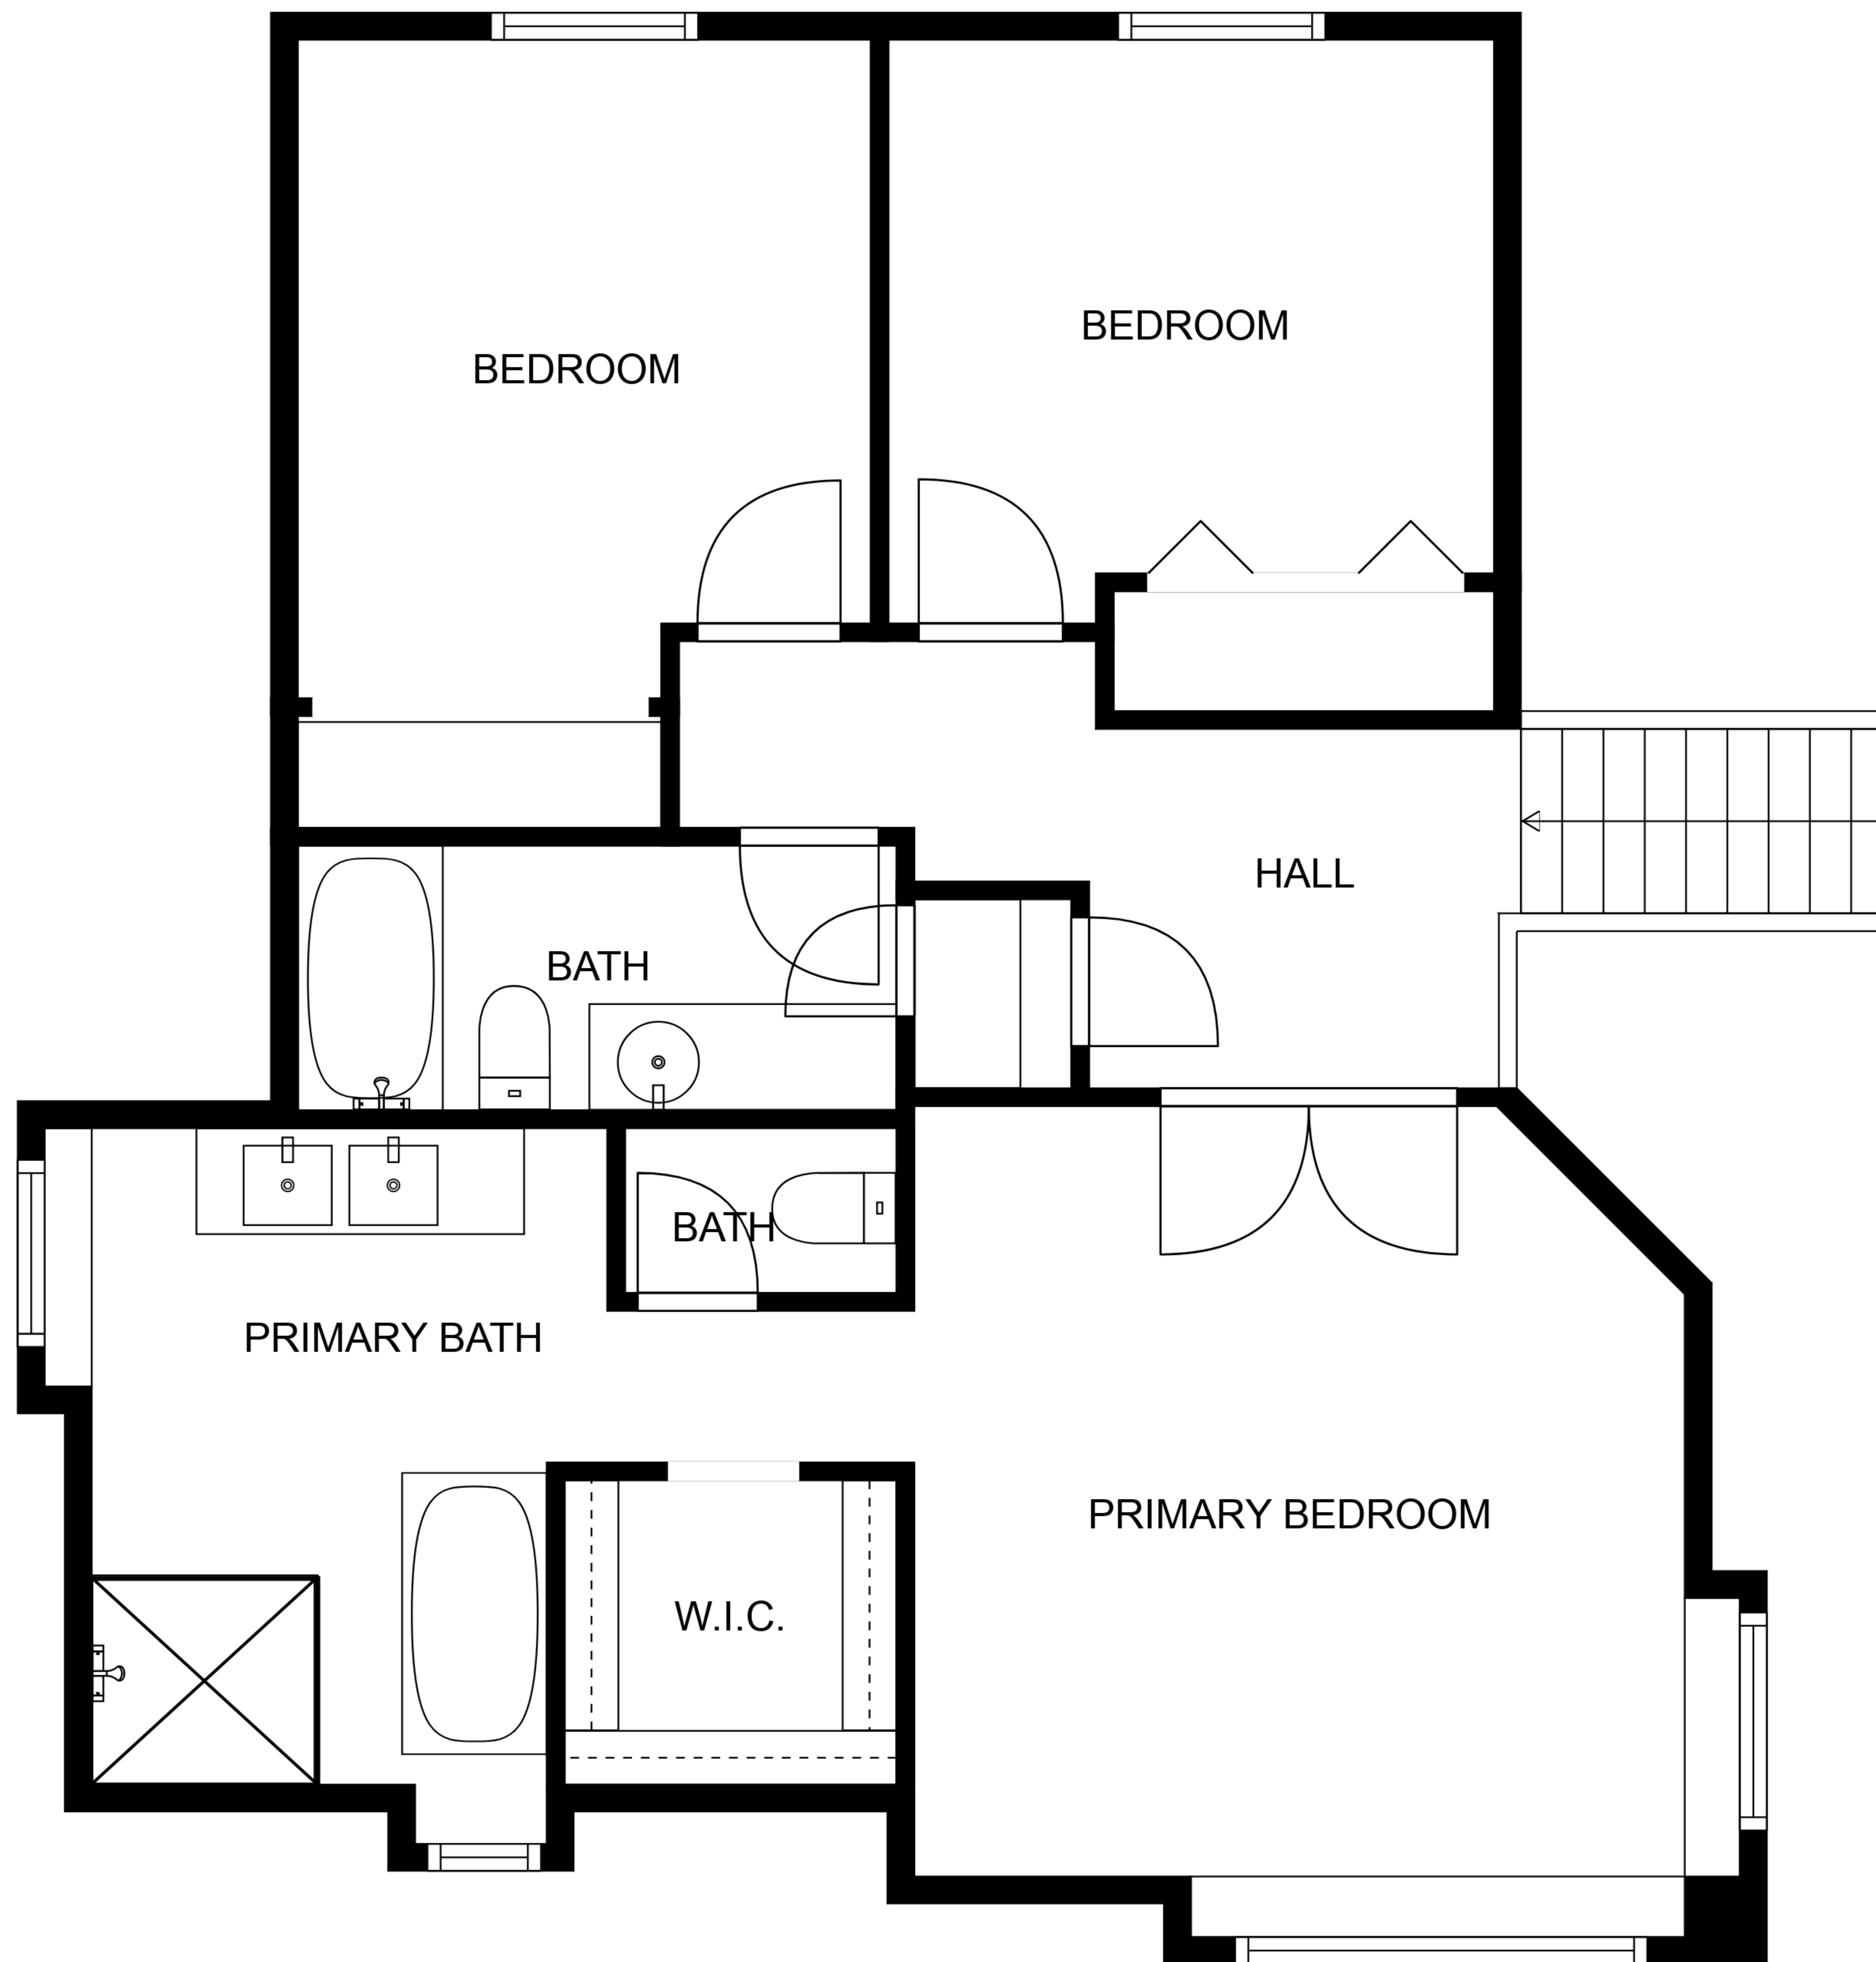 BEDROOM
BEDROOM
HALL
BATH
BATH
PRIMARY BATH
PRIMARY BEDROOM
W.I.C.